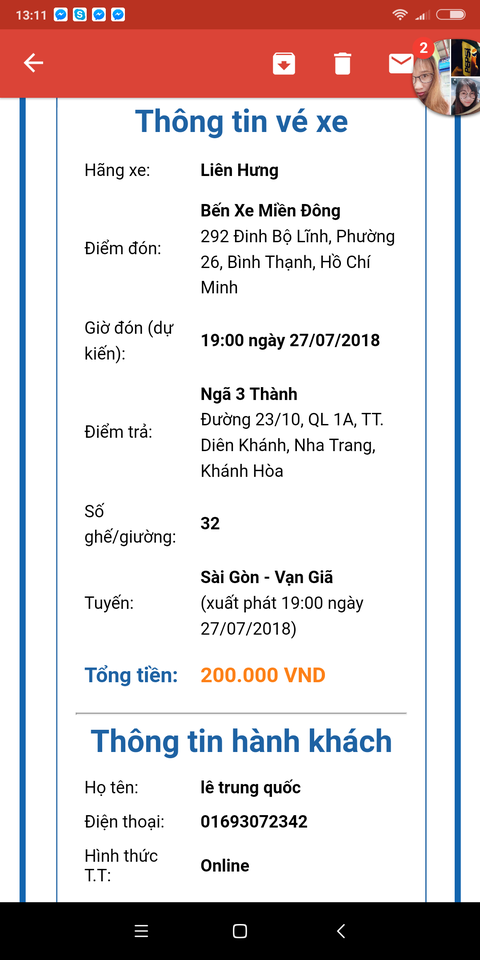 13:11
2
Thông tin vé xe
Hãng xe: Liên Hưng
Điểm đón: Bến Xe Miền Đông
292 Đinh Bộ Lĩnh, Phường
26, Bình Thạnh, Hồ Chí
Minh
Giờ đón (dự
kiến): 19:00 ngày 27/07/2018
Điểm trả: Ngã 3 Thành
Đường 23/10, QL 1A, TT.
Diên Khánh, Nha Trang,
Khánh Hòa
Số
ghế/giường: 32
Tuyến: Sài Gòn - Vạn Giã
(xuất phát 19:00 ngày
27/07/2018)
Tổng tiền: 200.000 VND
Thông tin hành khách
Họ tên: lê trung quốc
Điện thoại: 01693072342
Hình thức
T.T: Online